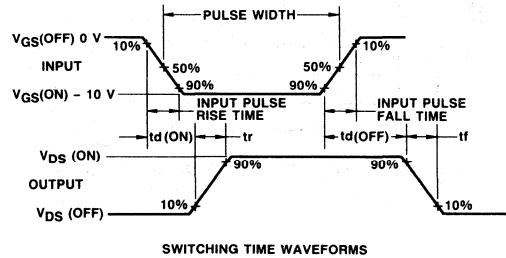 PULSE WIDTH
VGS(OFF) 0 V
10%
10%
INPUT
50%
50%
90%
90%
VGS(ON) – 10 V
INPUT PULSE
RISE TIME
INPUT PULSE
FALL TIME
td (ON)
tr
td(OFF)
tf
VDS (ON)
90%
90%
OUTPUT
10%
10%
VDS (OFF)
SWITCHING TIME WAVEFORMS